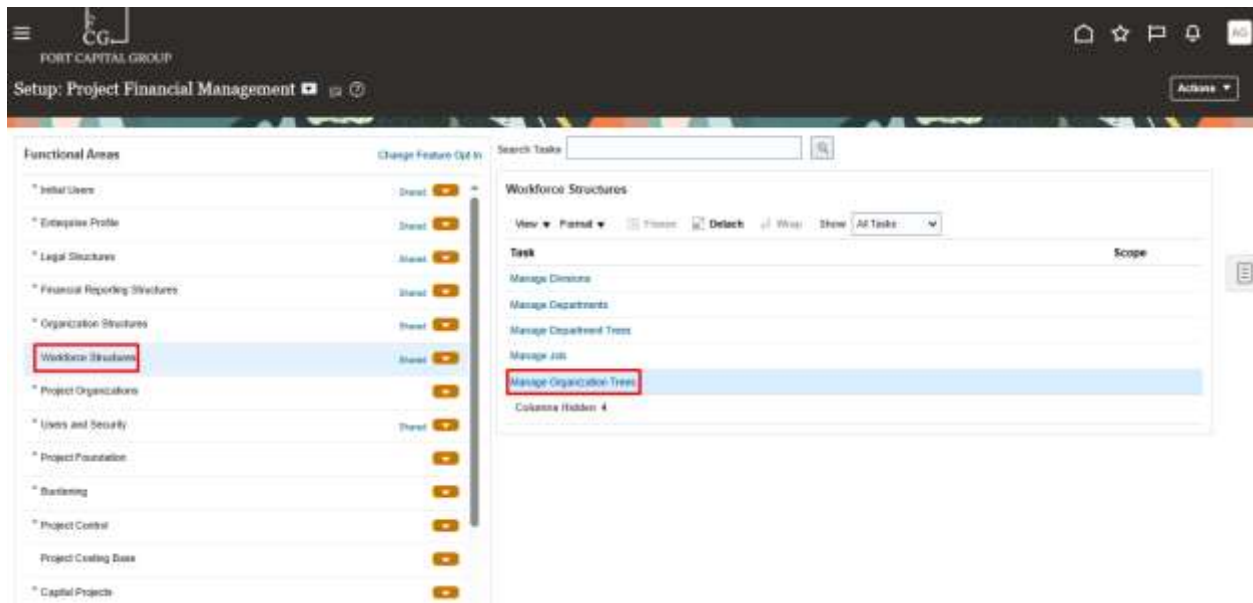 CG
FORT CAPITAL GROUP
AG
Setup: Project Financial Management
Actions
Functional Areas
Change Feature Opt In
* Initial Users
Shared
* Enterprise Profile
Shared
* Legal Structures
Shared
* Financial Reporting Structures
Shared
* Organization Structures
Shared
Workforce Structures
Shared
* Project Organizations
* Users and Security
Shared
* Project Foundation
* Burdening
* Project Control
Project Costing Base
* Capital Projects
Search Tasks
Workforce Structures
View Format Freeze Detach Wrap Show All Tasks
Task Scope
Manage Divisions
Manage Departments
Manage Department Trees
Manage Job
Manage Organization Trees
Columns Hidden 4